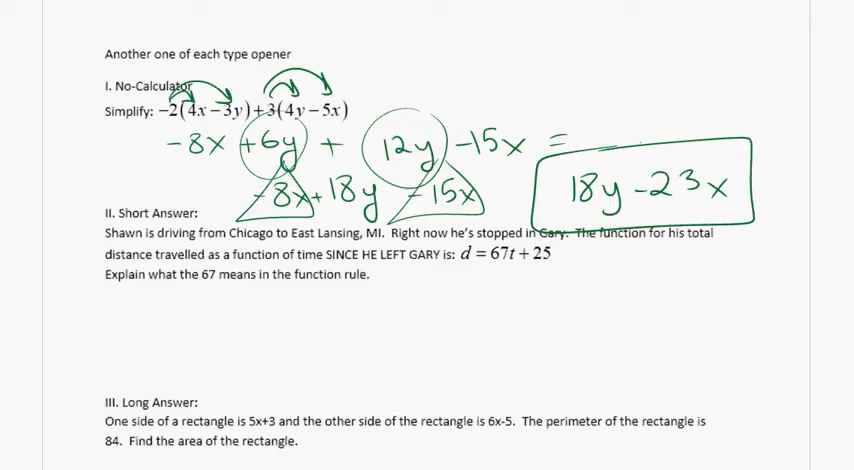 Another one of each type opener
I. No-Calculator
Simplify: −2(4x−3y)+3(4y−5x)
-8x +6y + 12y -15x =
-8x+18y -15x
18y -23x
II. Short Answer:
Shawn is driving from Chicago to East Lansing, MI. Right now he's stopped in Gary. The function for his total
distance travelled as a function of time SINCE HE LEFT GARY is: d = 67t + 25
Explain what the 67 means in the function rule.
III. Long Answer:
One side of a rectangle is 5x+3 and the other side of the rectangle is 6x-5. The perimeter of the rectangle is
84. Find the area of the rectangle.